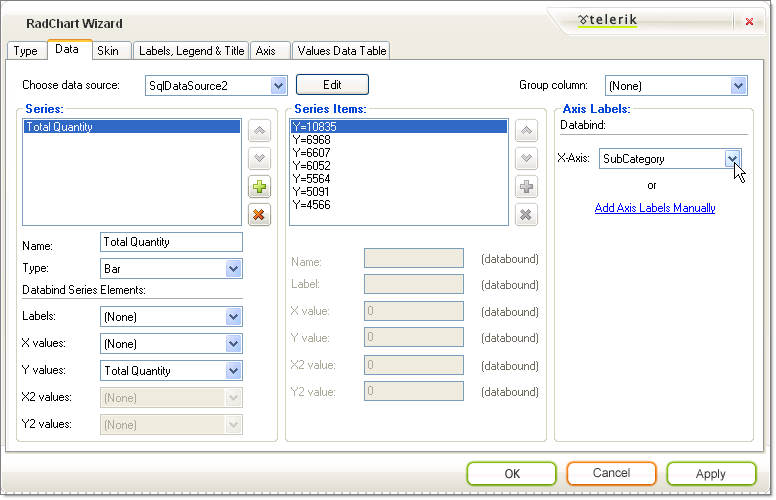 RadChart Wizard
telerik
Type Data Skin Labels, Legend & Title Axis Values Data Table
Choose data source: SqlDataSource2 Edit Group column: (None)
Series: Series Items: Axis Labels:
Total Quantity
Y=10835
Y=6968
Y=6607
Y=6052
Y=5564
Y=5091
Y=4566
Databind:
X-Axis: SubCategory
or
Add Axis Labels Manually
Name: Total Quantity
Type: Bar
Databind Series Elements:
Labels: (None)
X values: (None)
Y values: Total Quantity
X2 values: (None)
Y2 values: (None)
Name: (databound)
Label: (databound)
X value: 0 (databound)
Y value: 0 (databound)
X2 value: 0 (databound)
Y2 value: 0 (databound)
OK Cancel Apply